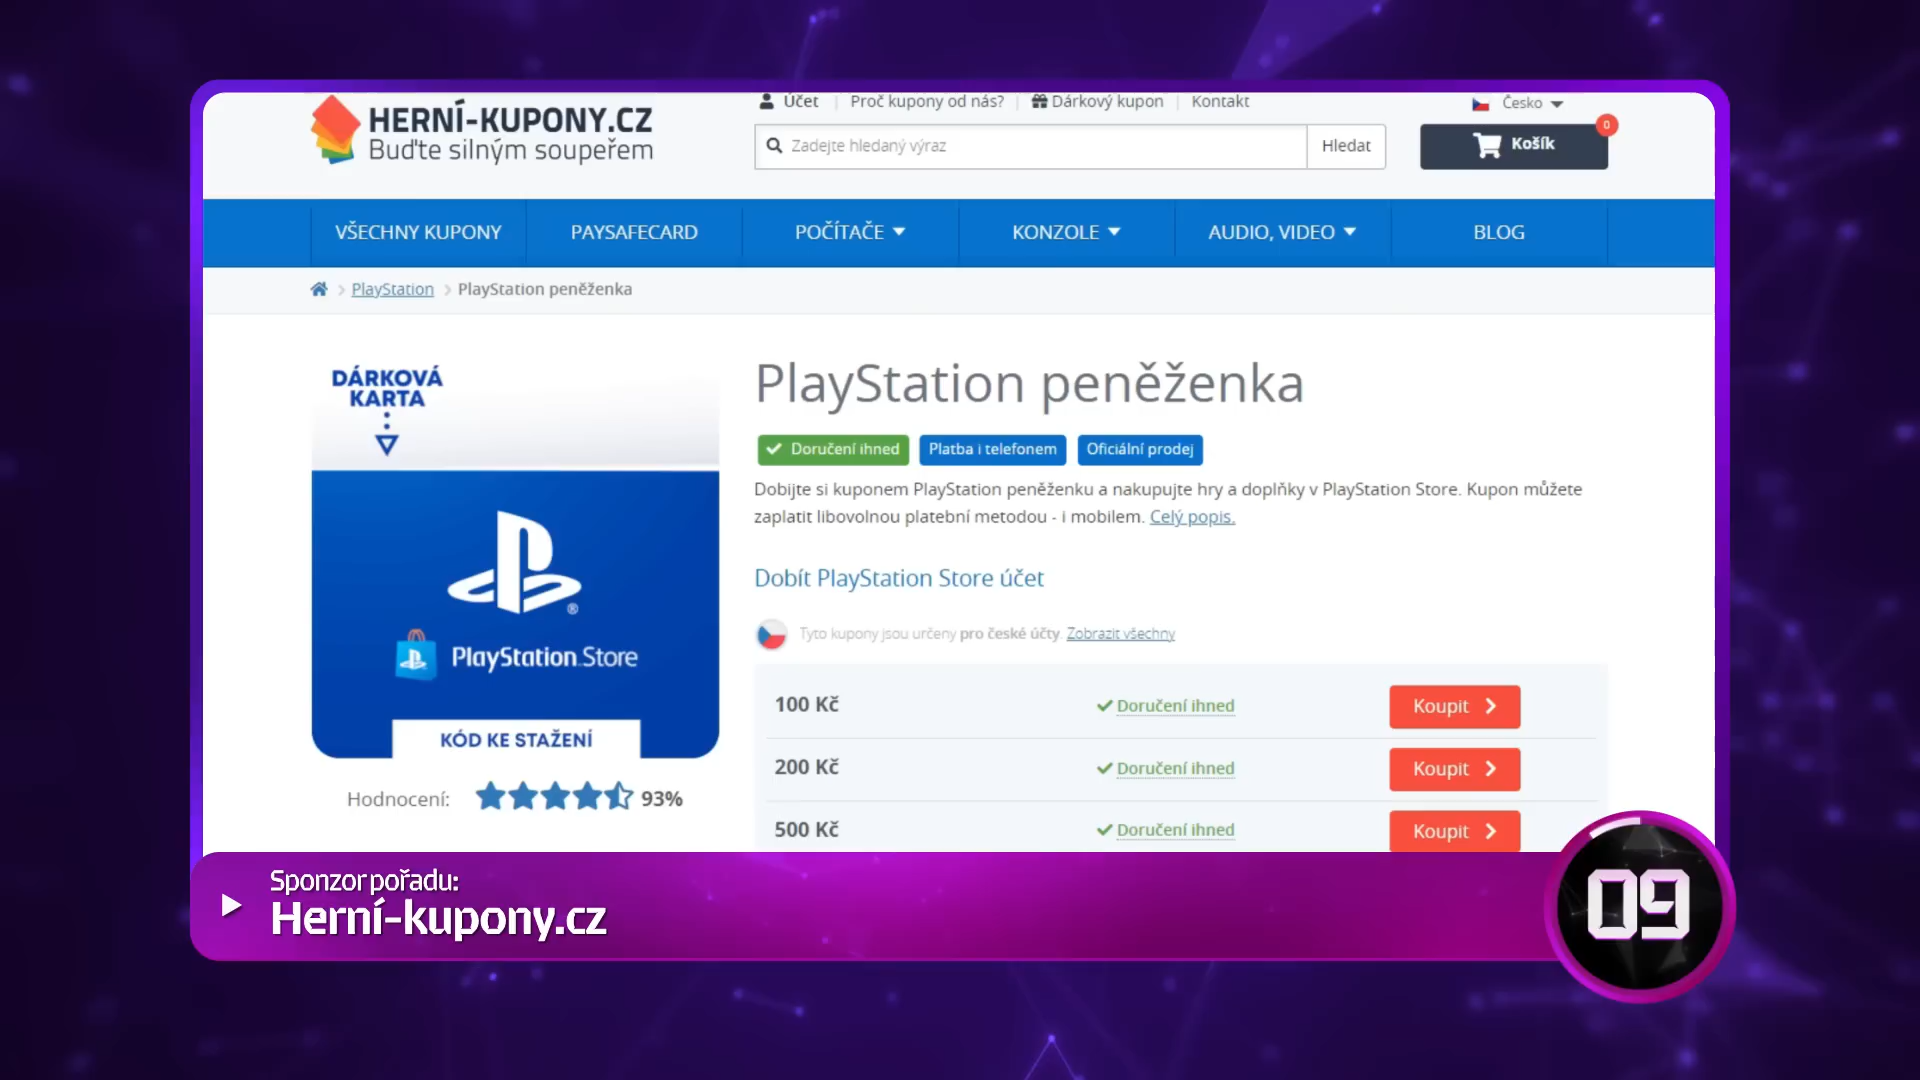 HERNÍ-KUPONY.CZ
Buďte silným soupeřem
Účet
Proč kupony od nás?
Dárkový kupon
Kontakt
Česko
Zadejte hledaný výraz
Hledat
Košík
0
VŠECHNY KUPONY
PAYSAFECARD
POČÍTAČE
KONZOLE
AUDIO, VIDEO
BLOG
PlayStation
PlayStation peněženka
DÁRKOVÁ
KARTA
PlayStation.Store
KÓD KE STAŽENÍ
Hodnocení:
93%
PlayStation peněženka
Doručení ihned
Platba i telefonem
Oficiální prodej
Dobijte si kuponem PlayStation peněženku a nakupujte hry a doplňky v PlayStation Store. Kupon můžete
zaplatit libovolnou platební metodou - i mobilem. Celý popis.
Dobít PlayStation Store účet
Tyto kupony jsou určeny pro české účty. Zobrazit všechny
100 Kč
Doručení ihned
Koupit
200 Kč
Doručení ihned
Koupit
500 Kč
Doručení ihned
Koupit
Sponzor pořadu:
Herní-kupony.cz
09